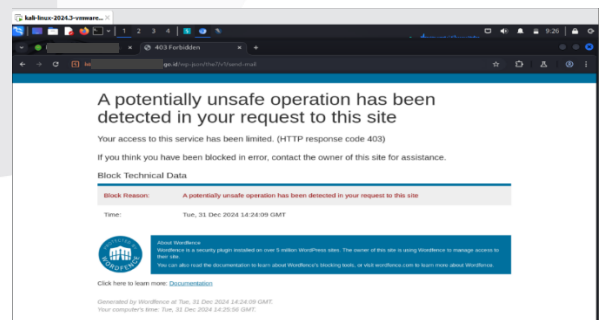 kali-linux-2024.3-vmware...
1 2 3 4
9:26
403 Forbidden
A potentially unsafe operation has been
detected in your request to this site
Your access to this service has been limited. (HTTP response code 403)
If you think you have been blocked in error, contact the owner of this site for assistance.
Block Technical Data
Block Reason: A potentially unsafe operation has been detected in your request to this site
Time: Tue, 31 Dec 2024 14:24:09 GMT
PROTECTED BY
WORDFENCE
About Wordfence
Wordfence is a security plugin installed on over 5 million WordPress sites. The owner of this site is using Wordfence to manage access to
their site.
You can also read the documentation to learn about Wordfence's blocking tools, or visit wordfence.com to learn more about Wordfence.
Click here to learn more: Documentation
Generated by Wordfence at Tue, 31 Dec 2024 14:24:09 GMT.
Your computer's time: Tue, 31 Dec 2024 14:25:56 GMT.